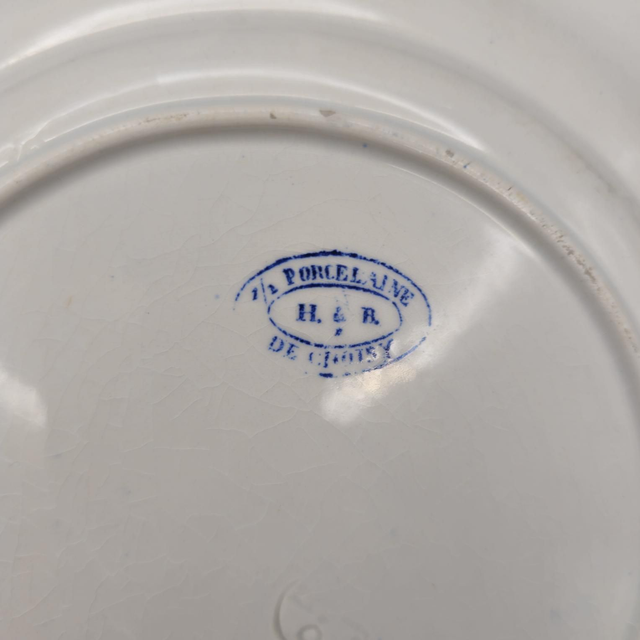 1/2 PORCELAINE
H. & B.
DE CHOISY